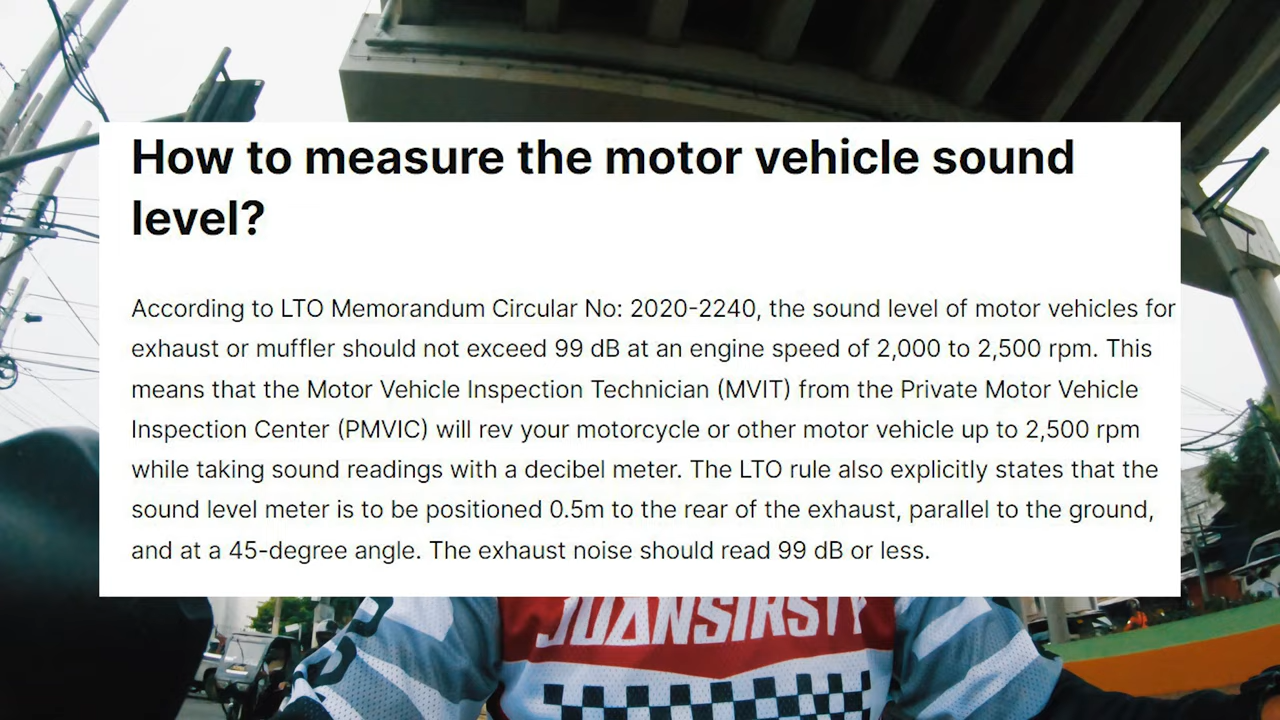 How to measure the motor vehicle sound
level?
According to LTO Memorandum Circular No: 2020-2240, the sound level of motor vehicles for
exhaust or muffler should not exceed 99 dB at an engine speed of 2,000 to 2,500 rpm. This
means that the Motor Vehicle Inspection Technician (MVIT) from the Private Motor Vehicle
Inspection Center (PMVIC) will rev your motorcycle or other motor vehicle up to 2,500 rpm
while taking sound readings with a decibel meter. The LTO rule also explicitly states that the
sound level meter is to be positioned 0.5m to the rear of the exhaust, parallel to the ground,
and at a 45-degree angle. The exhaust noise should read 99 dB or less.
JUANSIRSTY